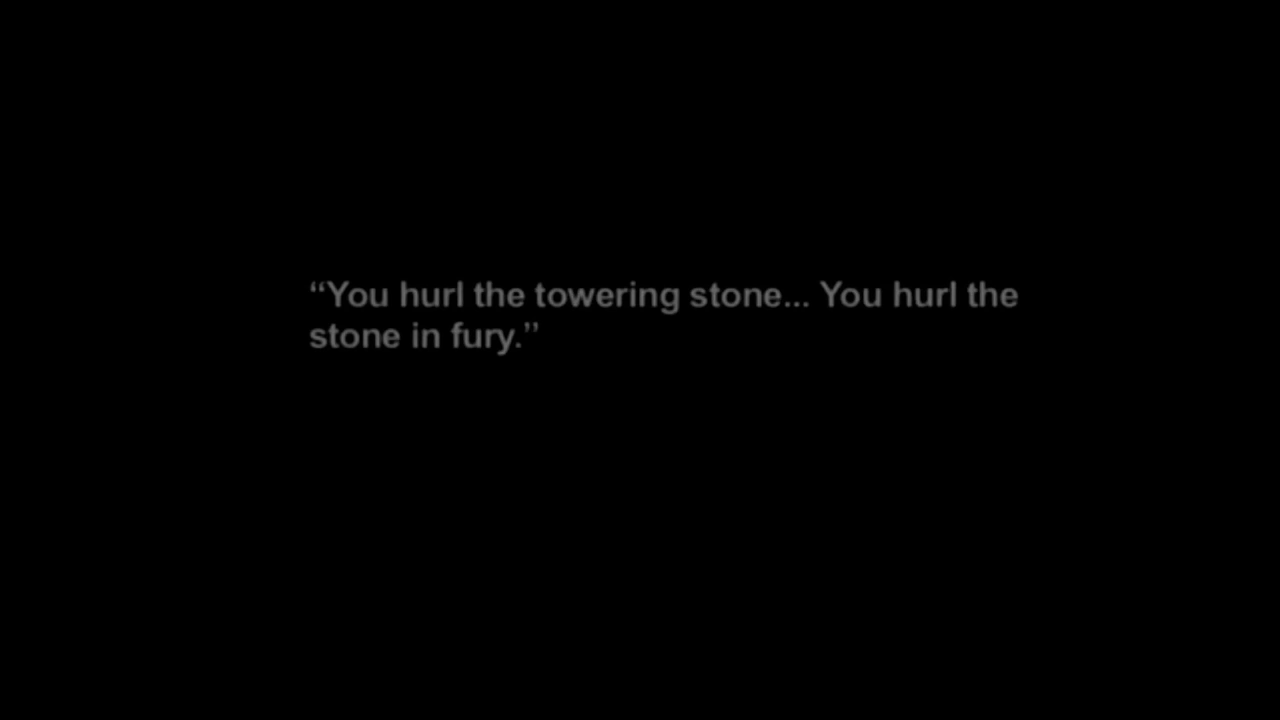 “You hurl the towering stone... You hurl the
stone in fury.”